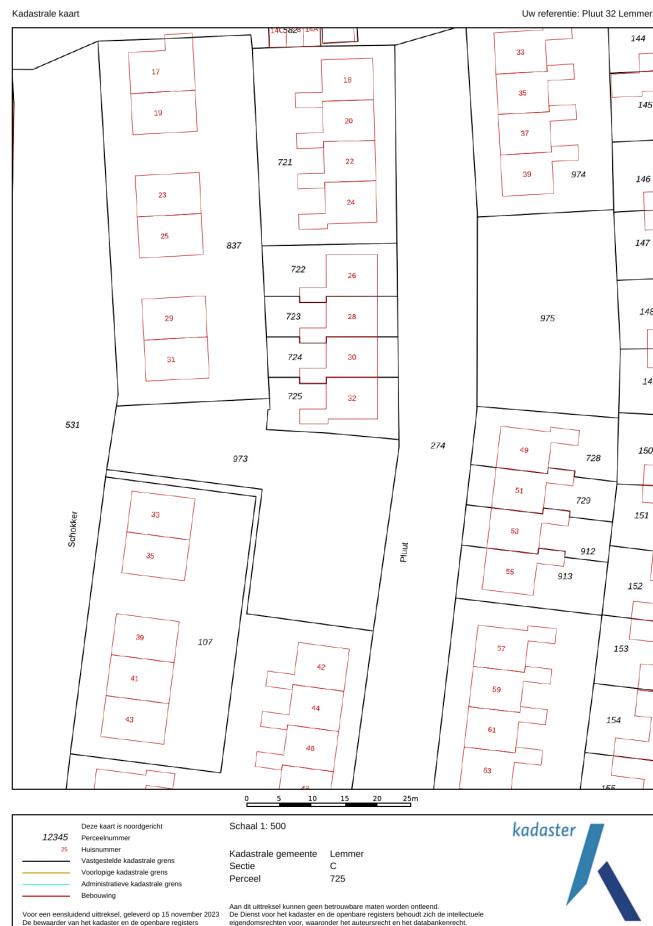 Kadastrale kaart
Uw referentie: Pluut 32 Lemmer
582
14A
144
33
17
18
35
145
19
20
37
721
22
39
974
146
23
24
25
837
147
722
26
29
723
28
975
148
31
724
30
14
725
32
531
973
274
49
728
150
51
729
151
Schokker
33
Pluut
53
912
35
55
913
152
39
107
42
57
153
41
59
43
44
61
154
46
63
48
155
0 5 10 15 20 25m
Deze kaart is noordgericht
12345 Perceelnummer
25 Huisnummer
Vastgestelde kadastrale grens
Voorlopige kadastrale grens
Administratieve kadastrale grens
Bebouwing
Voor een eensluidend uittreksel, geleverd op 15 november 2023
De bewaarder van het kadaster en de openbare registers
Schaal 1: 500
Kadastrale gemeente Lemmer
Sectie C
Perceel 725
Aan dit uittreksel kunnen geen betrouwbare maten worden ontleend.
De Dienst voor het kadaster en de openbare registers behoudt zich de intellectuele
eigendomsrechten voor, waaronder het auteursrecht en het databankenrecht.
kadaster